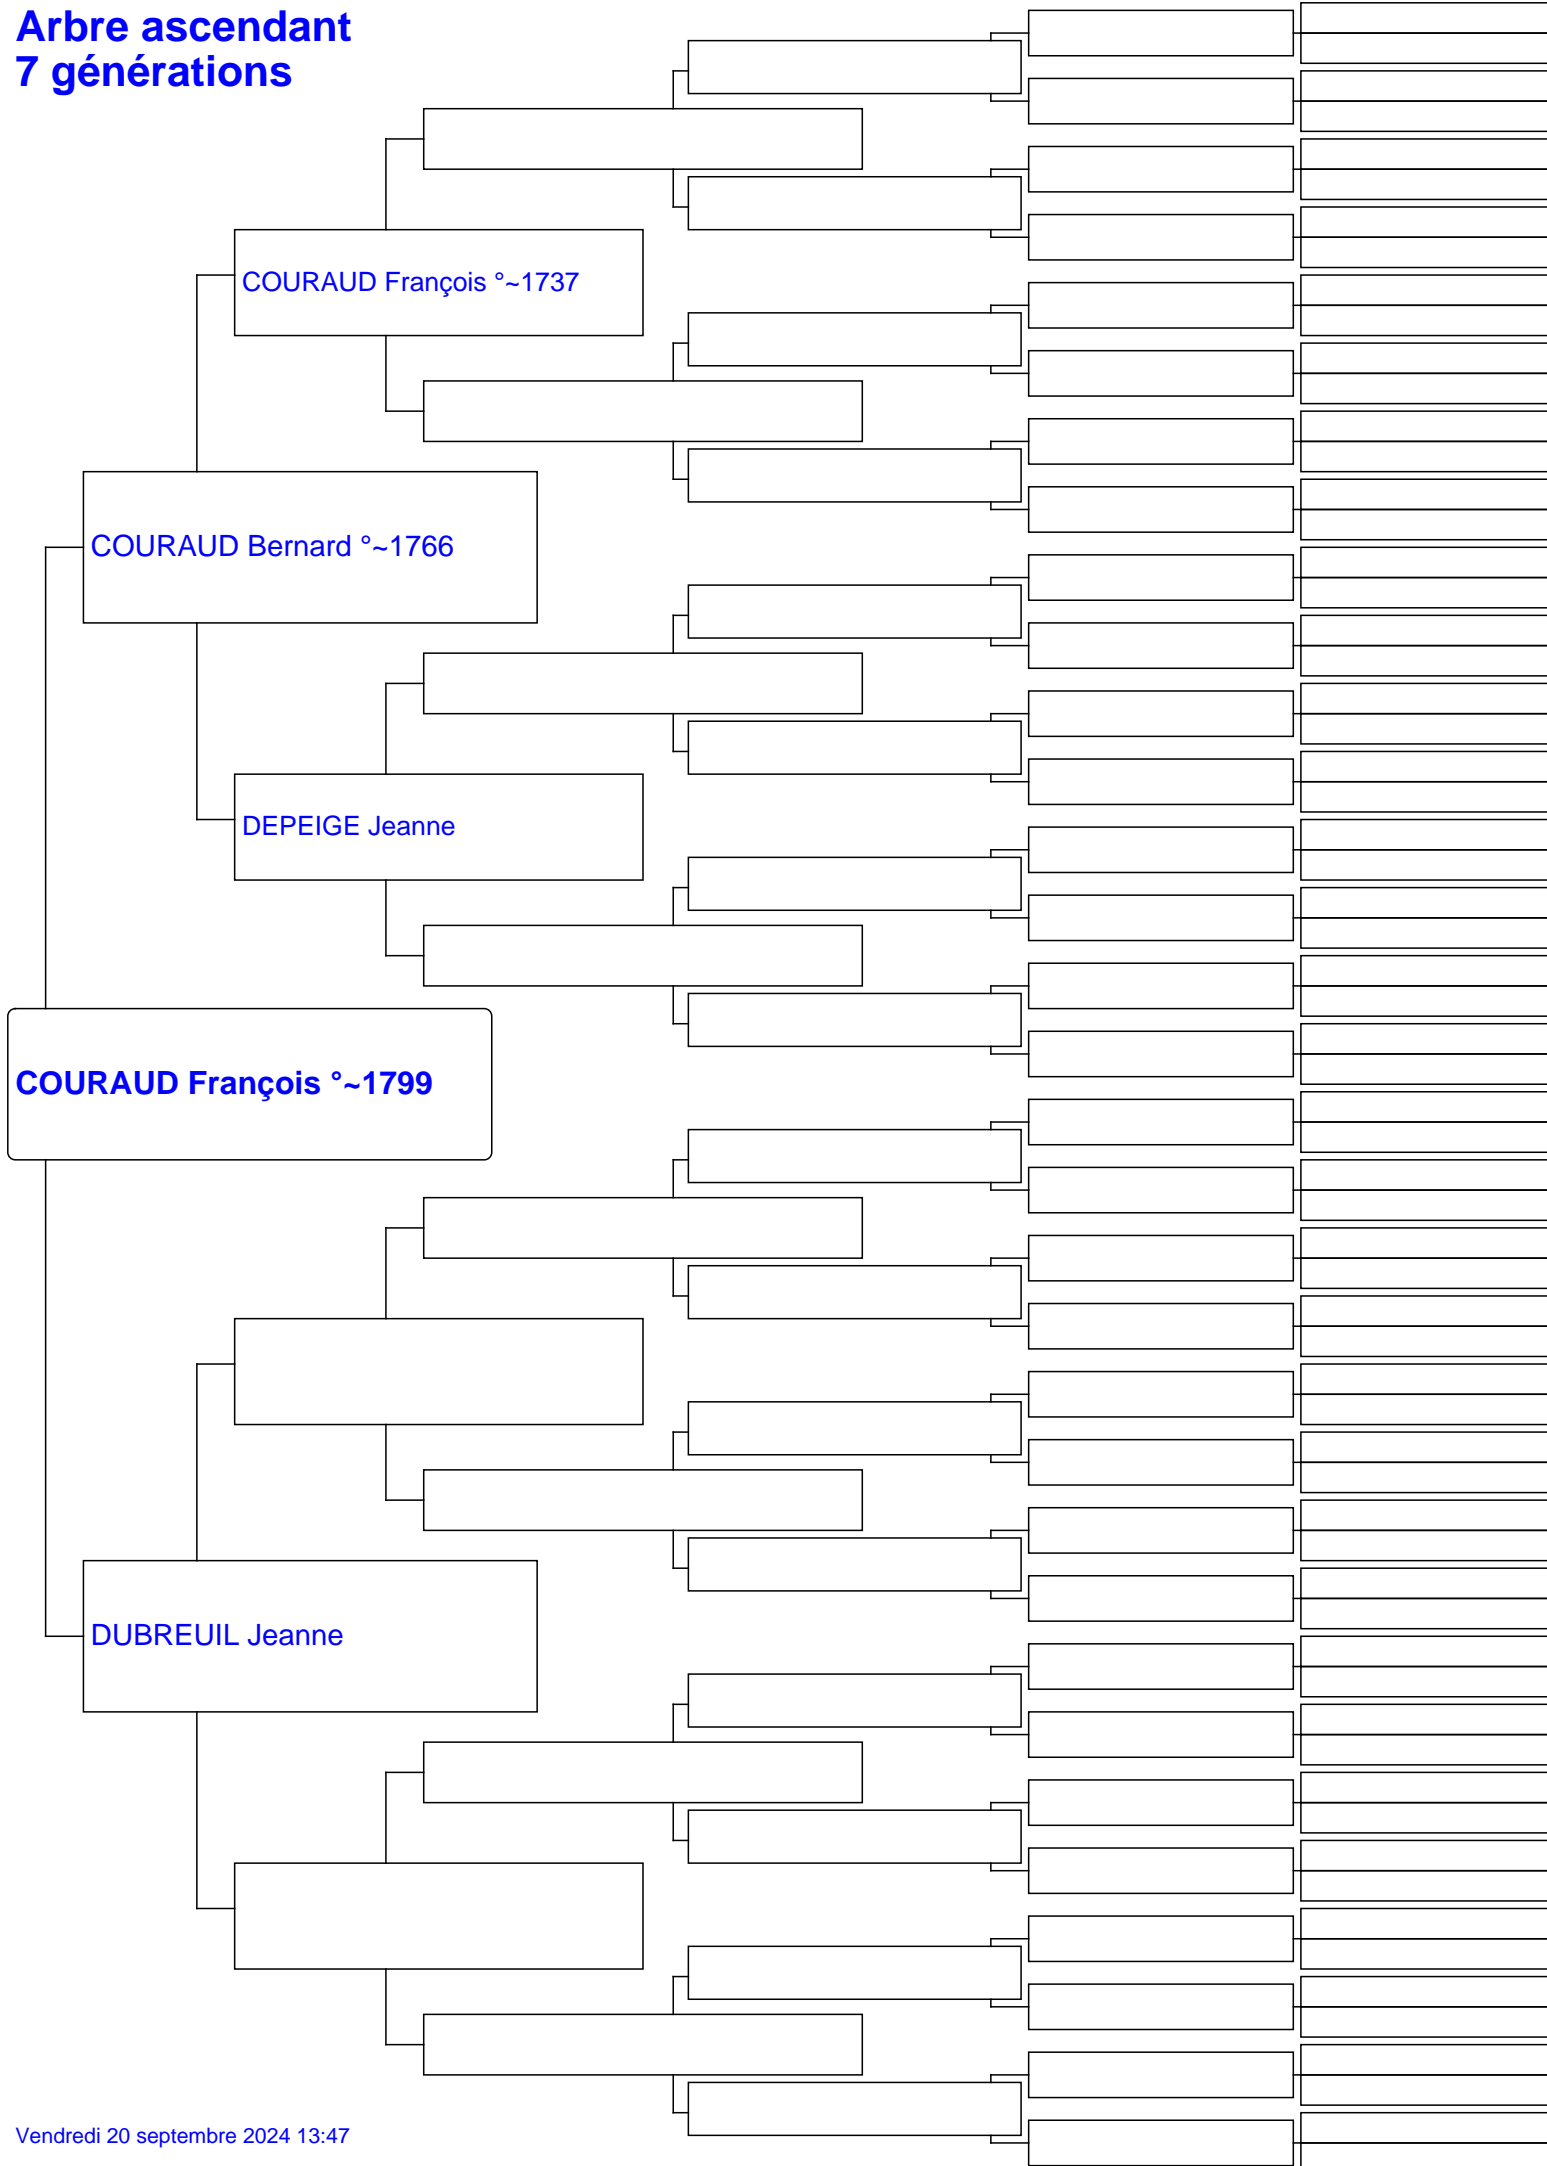 Arbre ascendant
7 générations
COURAUD François °~1737
COURAUD Bernard °~1766
DEPEIGE Jeanne
COURAUD François °~1799
DUBREUIL Jeanne
Vendredi 20 septembre 2024 13:47